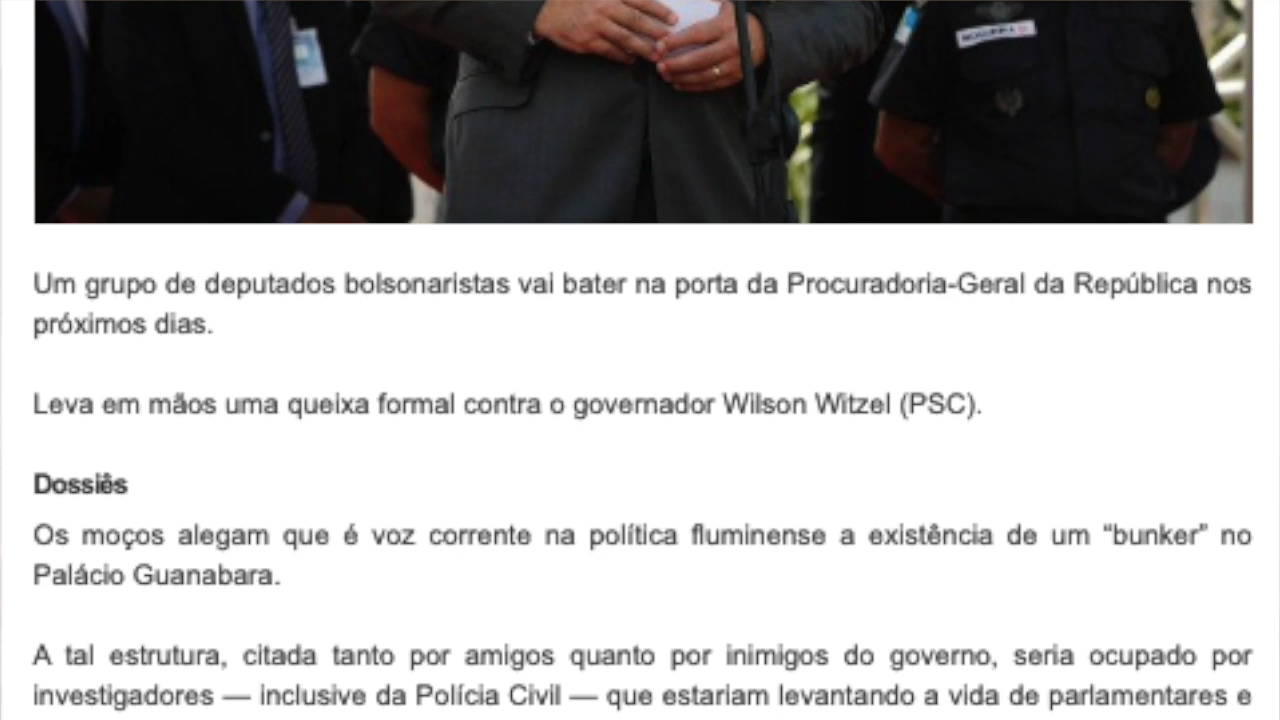 Um grupo de deputados bolsonaristas vai bater na porta da Procuradoria-Geral da República nos
próximos dias.
Leva em mãos uma queixa formal contra o governador Wilson Witzel (PSC).
Dossiês
Os moços alegam que é voz corrente na política fluminense a existência de um “bunker” no
Palácio Guanabara.
A tal estrutura, citada tanto por amigos quanto por inimigos do governo, seria ocupado por
investigadores — inclusive da Polícia Civil — que estariam levantando a vida de parlamentares e